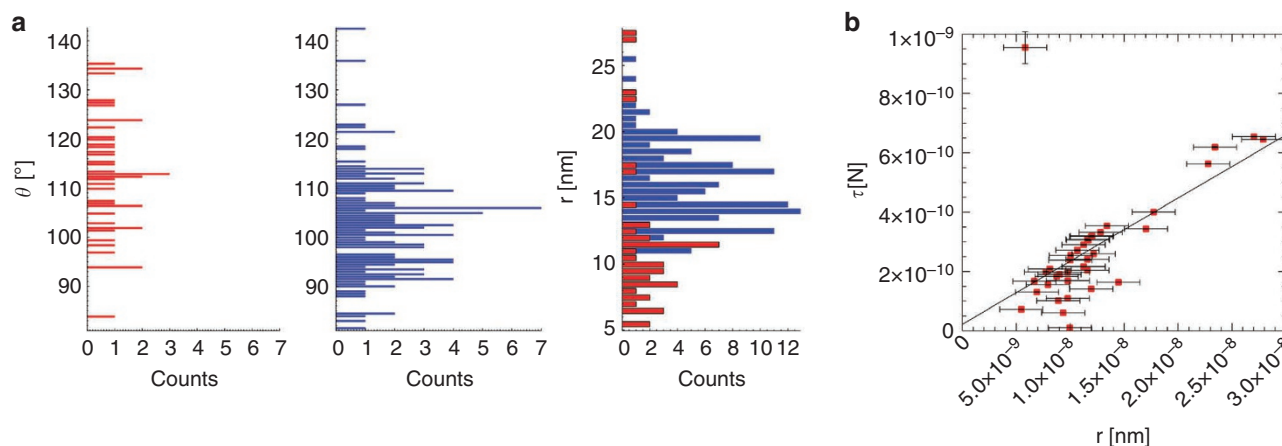 a
b
140
130
120
110
100
90
θ [°]
0 1 2 3 4 5 6 7
Counts
140
130
120
110
100
90
0 1 2 3 4 5 6 7
Counts
25
20
15
10
5
r [nm]
0 2 4 6 8 10 12
Counts
1×10⁻⁹
8×10⁻¹⁰
6×10⁻¹⁰
4×10⁻¹⁰
2×10⁻¹⁰
0
τ[N]
0 5.0×10⁻⁹ 1.0×10⁻⁸ 1.5×10⁻⁸ 2.0×10⁻⁸ 2.5×10⁻⁸ 3.0×10⁻⁸
r [nm]